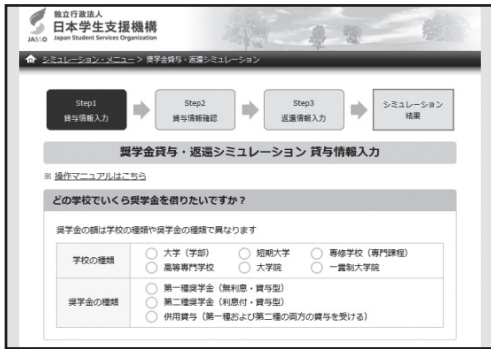 独立行政法人
日本学生支援機構
JASSO Japan Student Services Organization
シミュレーション・メニュー > 奨学金貸与・返還シミュレーション
Step1
貸与情報入力
Step2
貸与情報確認
Step3
返還情報入力
シミュレーション
結果
奨学金貸与・返還シミュレーション 貸与情報入力
※ 操作マニュアルはこちら
どの学校でいくら奨学金を借りたいですか?
奨学金の額は学校の種類や奨学金の種類で異なります
学校の種類
大学(学部) 短期大学 専修学校(専門課程)
高等専門学校 大学院 一貫制大学院
奨学金の種類
第一種奨学金(無利息・貸与型)
第二種奨学金(利息付・貸与型)
併用貸与(第一種および第二種の両方の貸与を受ける)